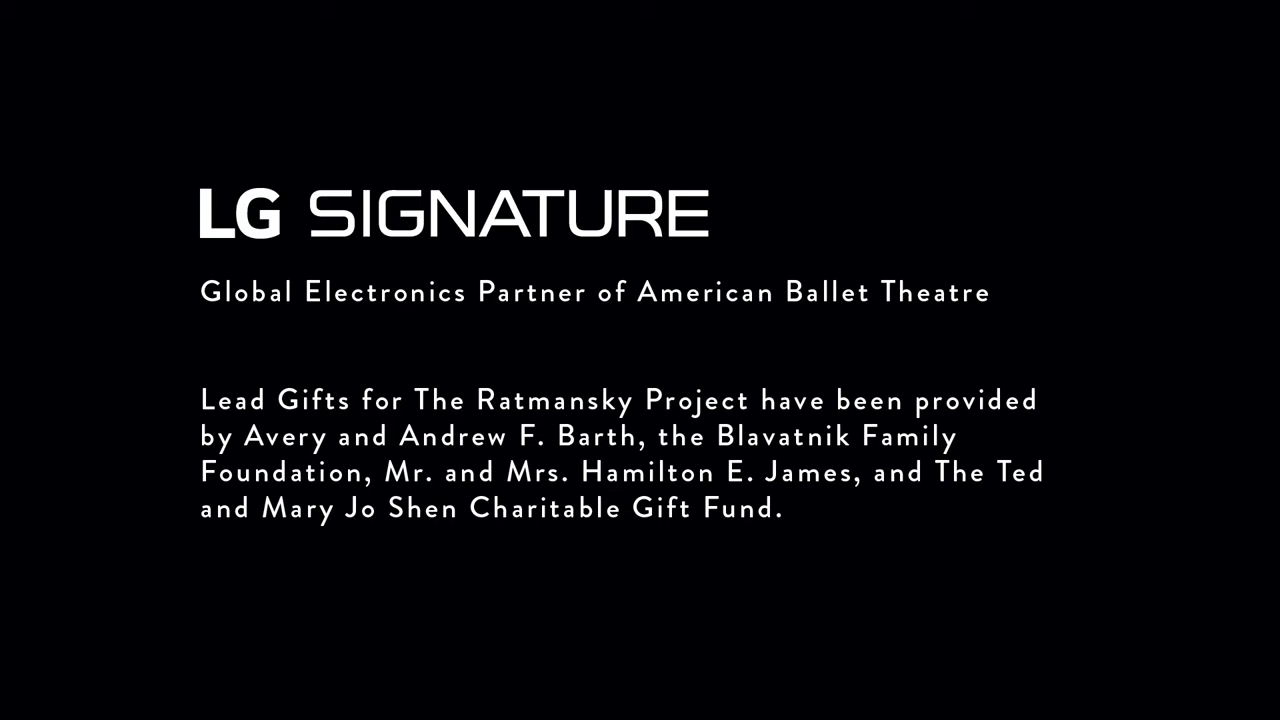 LG SIGNATURE
Global Electronics Partner of American Ballet Theatre
Lead Gifts for The Ratmansky Project have been provided
by Avery and Andrew F. Barth, the Blavatnik Family
Foundation, Mr. and Mrs. Hamilton E. James, and The Ted
and Mary Jo Shen Charitable Gift Fund.